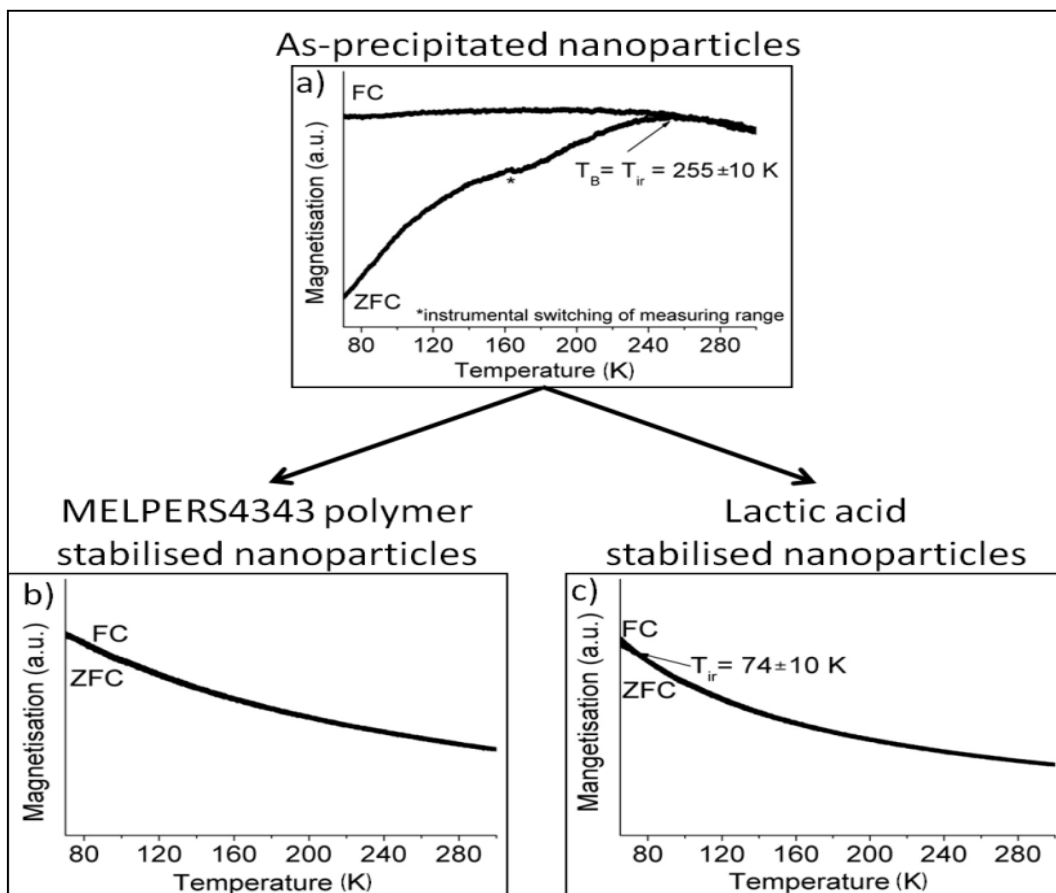 As-precipitated nanoparticles
a)
FC
T_B = T_ir = 255±10 K
*
ZFC
*instrumental switching of measuring range
Magnetisation (a.u.)
80 120 160 200 240 280
Temperature (K)
MELPERS4343 polymer
stabilised nanoparticles
b)
FC
ZFC
Magnetisation (a.u.)
80 120 160 200 240 280
Temperature (K)
Lactic acid
stabilised nanoparticles
c)
FC
T_ir = 74±10 K
ZFC
Mangetisation (a.u.)
80 120 160 200 240 280
Temperature (K)